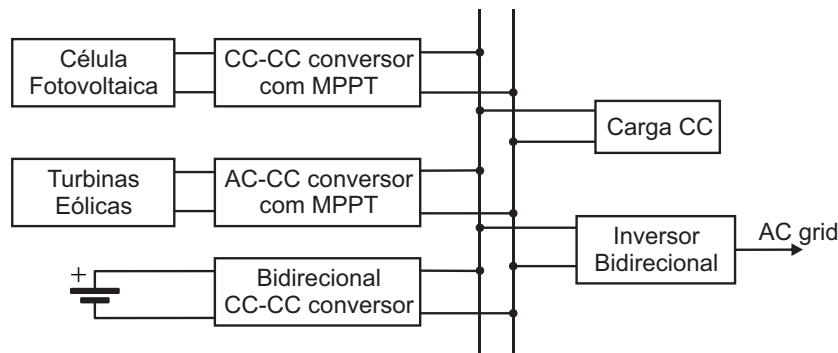 Célula
Fotovoltaica
CC-CC conversor
com MPPT
Carga CC
Turbinas
Eólicas
AC-CC conversor
com MPPT
Inversor
Bidirecional
AC grid
+
Bidirecional
CC-CC conversor